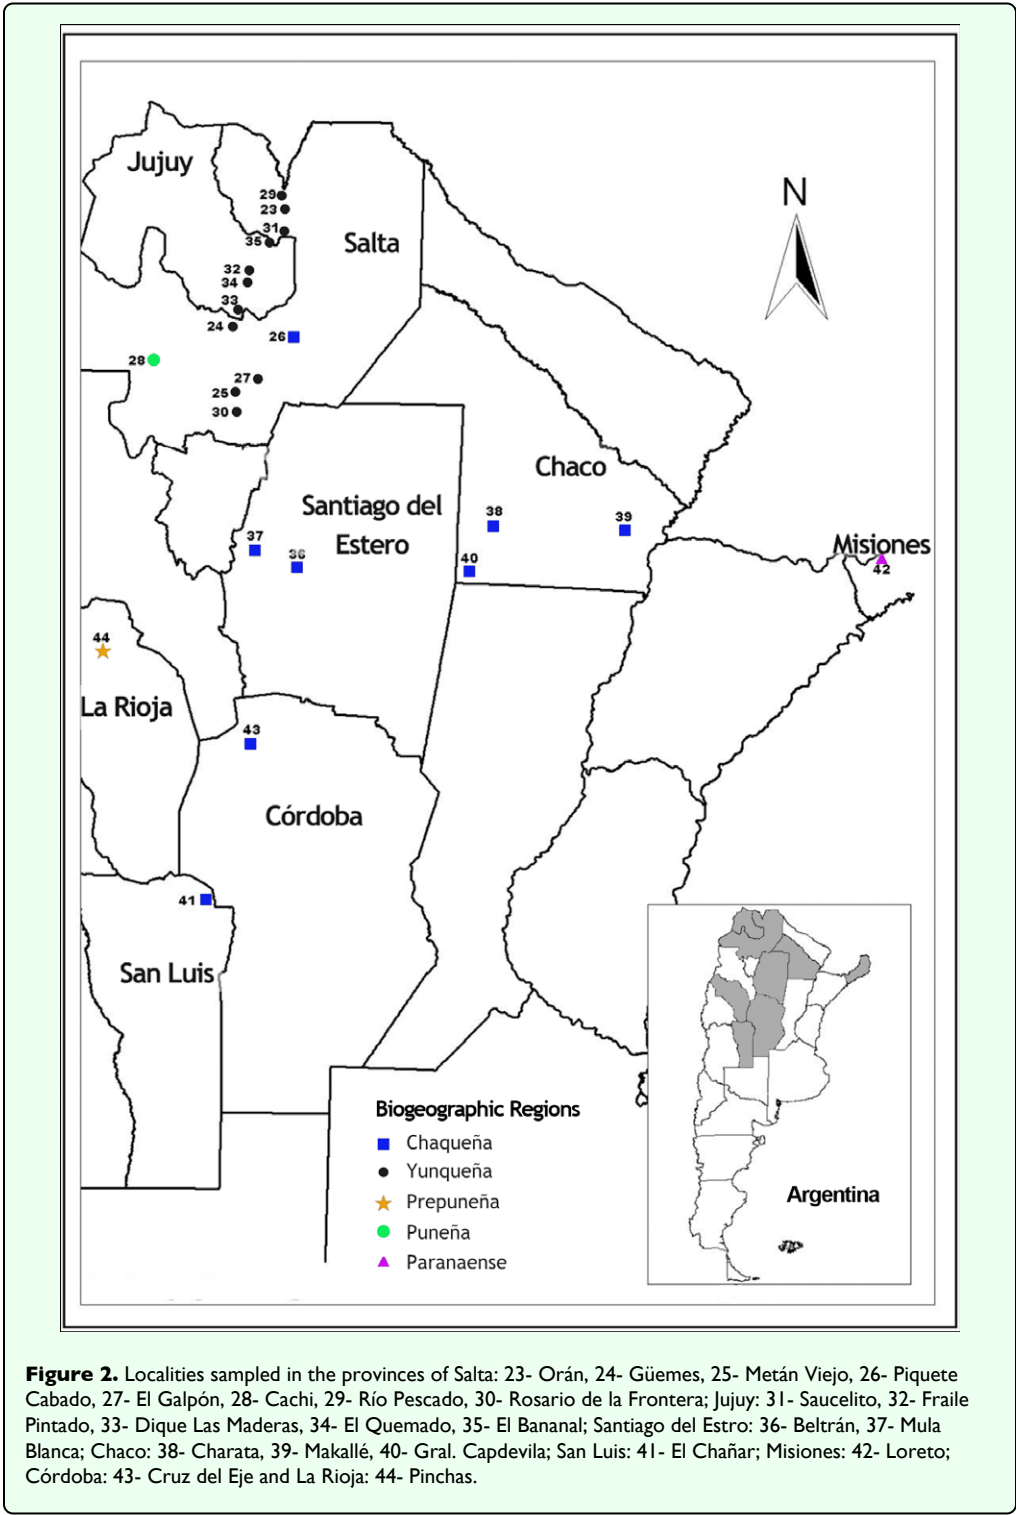 N
Jujuy
29
23
31
35
Salta
32
34
33
24
26
28
27
25
30
Chaco
Santiago del
Estero
38
39
37
36
40
Misiones
42
44
La Rioja
43
Córdoba
41
San Luis
Biogeographic Regions
Chaqueña
Yunqueña
Prepuneña
Puneña
Paranaense
Argentina
Figure 2. Localities sampled in the provinces of Salta: 23- Orán, 24- Güemes, 25- Metán Viejo, 26- Piquete
Cabado, 27- El Galpón, 28- Cachi, 29- Río Pescado, 30- Rosario de la Frontera; Jujuy: 31- Saucelito, 32- Fraile
Pintado, 33- Dique Las Maderas, 34- El Quemado, 35- El Bananal; Santiago del Estro: 36- Beltrán, 37- Mula
Blanca; Chaco: 38- Charata, 39- Makallé, 40- Gral. Capdevila; San Luis: 41- El Chañar; Misiones: 42- Loreto;
Córdoba: 43- Cruz del Eje and La Rioja: 44- Pinchas.